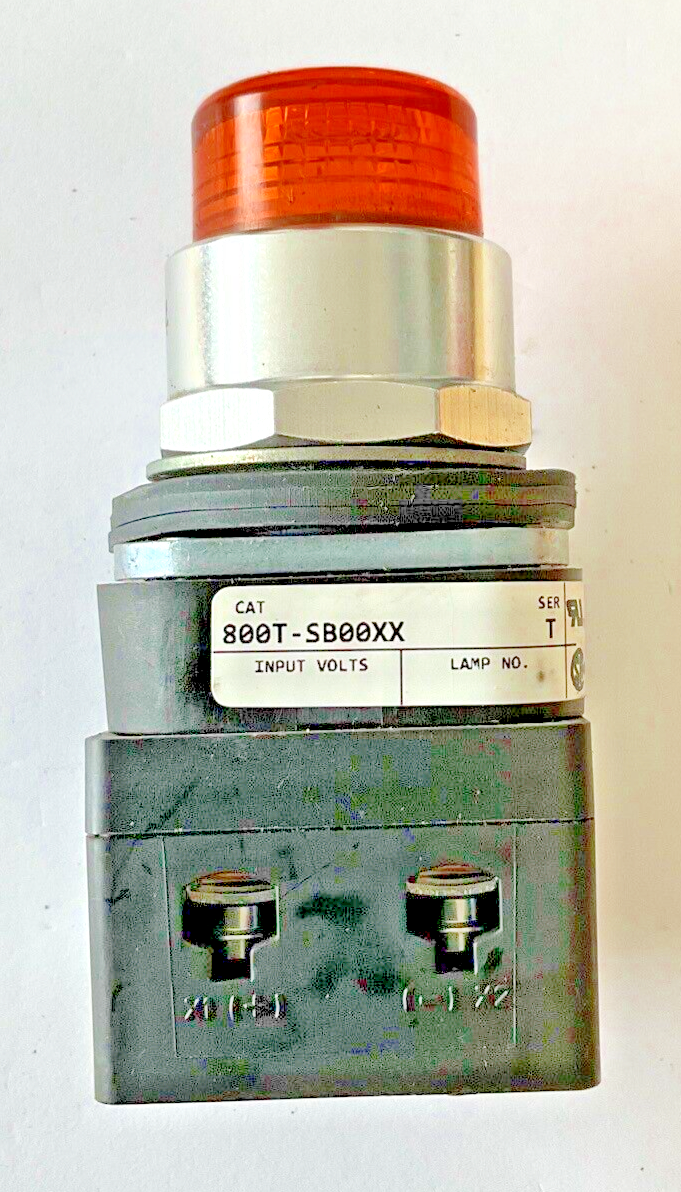 CAT SER
800T-SB00XX T
INPUT VOLTS LAMP NO.
X1 (+) (-) X2